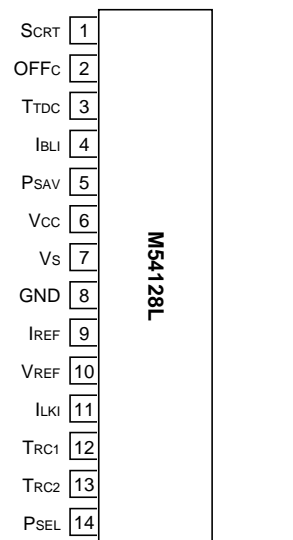 SCRT 1
OFFC 2
TTDC 3
IBLI 4
PSAV 5
VCC 6
VS 7
GND 8
IREF 9
VREF 10
ILKI 11
TRC1 12
TRC2 13
PSEL 14
M54128L